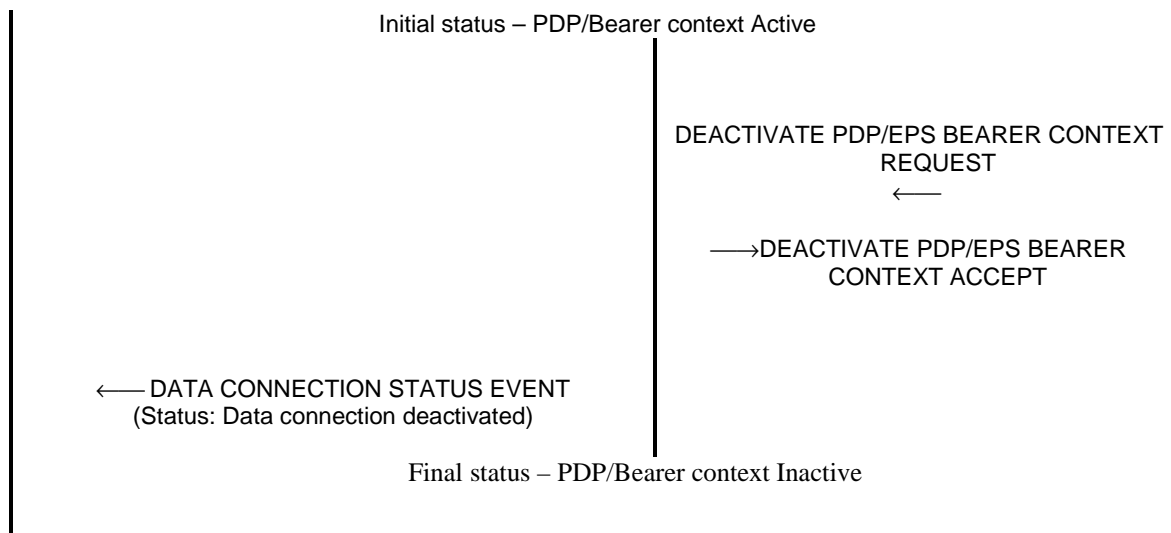 Initial status – PDP/Bearer context Active
DEACTIVATE PDP/EPS BEARER CONTEXT
REQUEST
←
→DEACTIVATE PDP/EPS BEARER
CONTEXT ACCEPT
← DATA CONNECTION STATUS EVENT
(Status: Data connection deactivated)
Final status – PDP/Bearer context Inactive